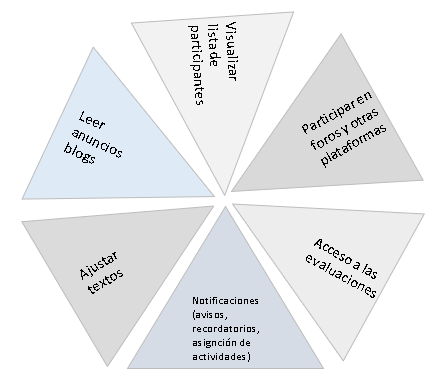 Visualizar
lista de
participantes
Participar en
foros y otras
plataformas
Acceso a las
evaluaciones
Notificaciones
(avisos,
recordatorios,
asignción de
actividades)
Ajustar
textos
Leer
anuncios
blogs